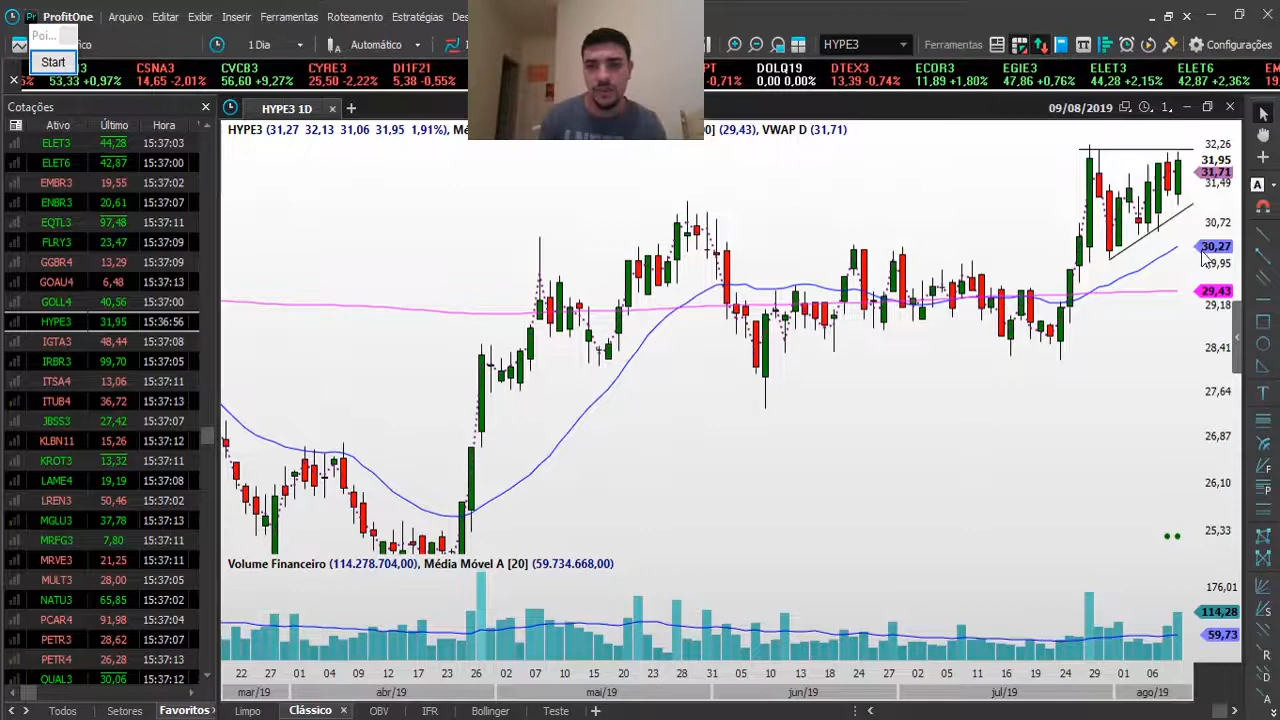 ProfitOne Arquivo Editar Exibir Inserir Ferramentas Roteamento Estratégias
Poi...
Start
1 Dia
Automático
HYPE3
Ferramentas
Configurações
53,33 +0,97%
CSNA3
14,65 -2,01%
CVCB3
56,60 +9,27%
CYRE3
25,50 -2,22%
DI1F21
5,38 -0,55%
DOLQ19
DTEX3
13,39 -0,74%
ECOR3
11,89 +1,80%
EGIE3
47,86 +0,76%
ELET3
44,28 +2,15%
ELET6
42,87 +2,36%
Cotações
HYPE3 1D
09/08/2019
Ativo Último Hora
ELET3 44,28 15:37:03
ELET6 42,87 15:37:00
EMBR3 19,55 15:37:02
ENBR3 20,61 15:37:07
EQTL3 97,48 15:37:11
FLRY3 23,47 15:37:09
GGBR4 13,29 15:37:11
GOAU4 6,48 15:37:13
GOLL4 40,56 15:37:00
HYPE3 31,95 15:36:56
IGTA3 48,44 15:37:08
IRBR3 99,70 15:37:05
ITSA4 13,06 15:37:11
ITUB4 36,72 15:37:13
JBSS3 27,42 15:37:07
KLBN11 15,26 15:37:12
KROT3 13,32 15:37:11
LAME4 19,19 15:37:08
LREN3 50,46 15:37:02
MGLU3 37,78 15:37:13
MRFG3 7,80 15:37:11
MRVE3 21,25 15:37:11
MULT3 28,00 15:37:05
NATU3 65,85 15:37:02
PCAR4 91,98 15:37:04
PETR3 28,62 15:37:13
PETR4 26,28 15:37:13
QUAL3 30,06 15:37:12
HYPE3 (31,27 32,13 31,06 31,95 1,91%),
(29,43), VWAP D (31,71)
32,26
31,95
31,71
31,49
30,72
30,27
29,95
29,43
29,18
28,41
27,64
26,87
26,10
25,33
Volume Financeiro (114.278.704,00), Média Móvel A [20] (59.734.668,00)
176,01
114,28
59,73
22 27 01 04 09 12 17 23 26 02 07 10 15 20 23 28 31 05 10 13 18 24 27 02 05 11 16 19 24 29 01 06
mar/19 abr/19 mai/19 jun/19 jul/19 ago/19
Todos Setores Favoritos Limpo Clássico OBV IFR Bollinger Teste